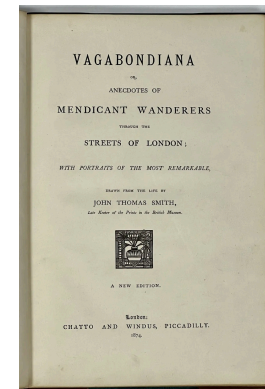 VAGABONDIANA
OR,
ANECDOTES OF
MENDICANT WANDERERS
THROUGH THE
STREETS OF LONDON;
WITH PORTRAITS OF THE MOST REMARKABLE,
DRAWN FROM THE LIFE BY
JOHN THOMAS SMITH,
Late Keeper of the Prints in the British Museum.
A NEW EDITION.
London:
CHATTO AND WINDUS, PICCADILLY.
1874.